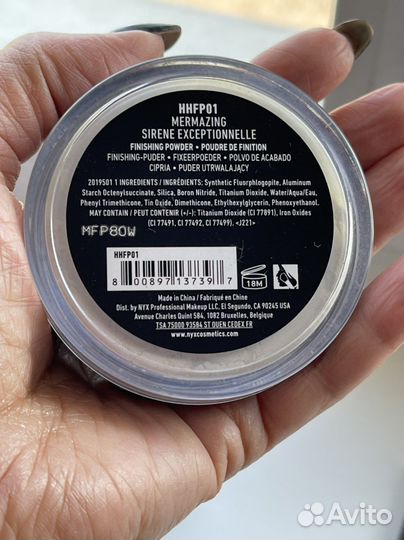 HHFP01
MERMAZING
SIRENE EXCEPTIONNELLE
FINISHING POWDER • POUDRE DE FINITION
FINISHING-PUDER • FIXEERPOEDER • POLVO DE ACABADO
CIPRIA • PUDER UTRWALAJĄCY
2019501 1 INGREDIENTS / INGRÉDIENTS: Synthetic Fluorphlogopite, Aluminum
Starch Octenylsuccinate, Silica, Boron Nitride, Titanium Dioxide, Water/Aqua/Eau,
Phenyl Trimethicone, Tin Oxide, Dimethicone, Ethylhexylglycerin, Phenoxyethanol.
MAY CONTAIN / PEUT CONTENIR (+/-): Titanium Dioxide (CI 77891), Iron Oxides
(CI 77491, CI 77492, CI 77499). <J221>
MFP80W
HHFP01
8 00897 13739 7
18M
Made in China / Fabriqué en Chine
Dist. by NYX Professional Makeup LLC, El Segundo, CA 90245 USA
Avenue Charles Quint 584, 1082 Bruxelles, Belgique
TSA 75000 93584 ST OUEN CEDEX FR
www.nyxcosmetics.com
Avito